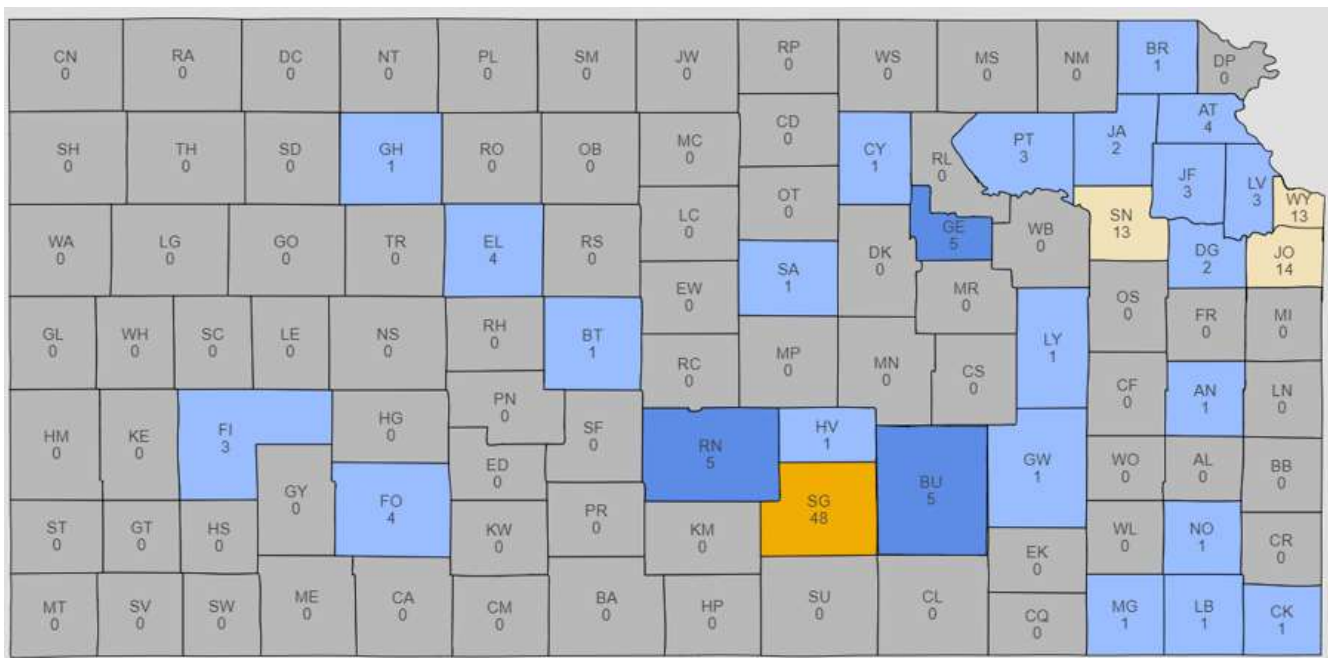 CN
0
RA
0
DC
0
NT
0
PL
0
SM
0
JW
0
RP
0
WS
0
MS
0
NM
0
BR
1
DP
0
SH
0
TH
0
SD
0
GH
1
RO
0
OB
0
MC
0
CD
0
CY
1
RL
0
PT
3
JA
2
AT
4
JF
3
LV
3
WY
13
WA
0
LG
0
GO
0
TR
0
EL
4
RS
0
LC
0
OT
0
SA
1
DK
0
GE
5
WB
0
SN
13
DG
2
JO
14
GL
0
WH
0
SC
0
LE
0
NS
0
RH
0
BT
1
EW
0
RC
0
MP
0
MR
0
MN
0
CS
0
LY
1
OS
0
FR
0
MI
0
HM
0
KE
0
FI
3
HG
0
PN
0
SF
0
RN
5
HV
1
BU
5
GW
1
CF
0
AN
1
LN
0
GY
0
FO
4
ED
0
SG
48
WO
0
AL
0
BB
0
ST
0
GT
0
HS
0
KW
0
PR
0
KM
0
EK
0
WL
0
NO
1
CR
0
MT
0
SV
0
SW
0
ME
0
CA
0
CM
0
BA
0
HP
0
SU
0
CL
0
CQ
0
MG
1
LB
1
CK
1